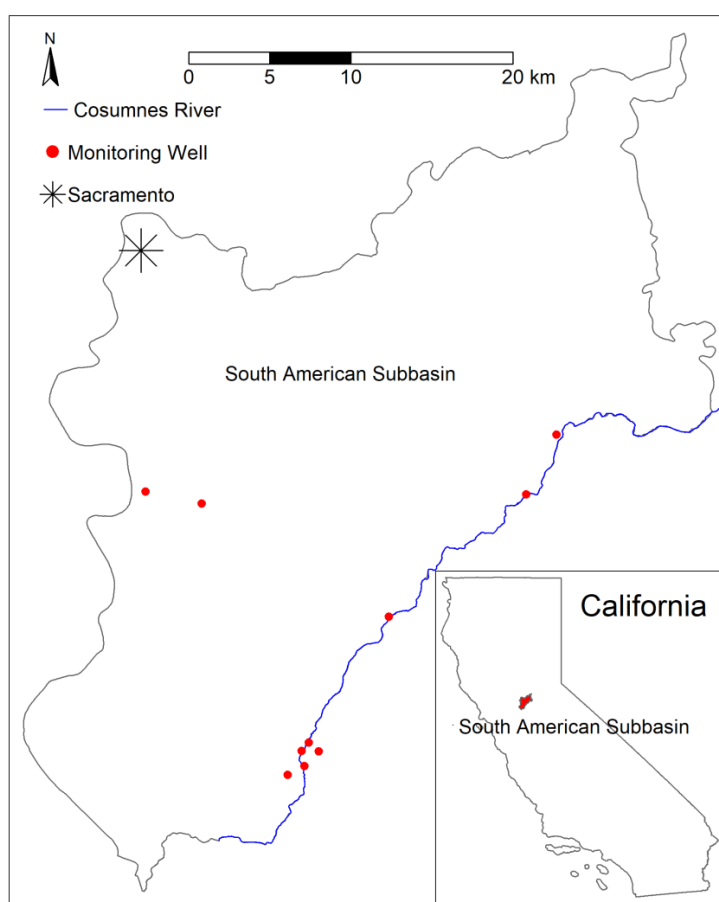 N
0 5 10 20 km
Cosumnes River
Monitoring Well
Sacramento
South American Subbasin
California
South American Subbasin